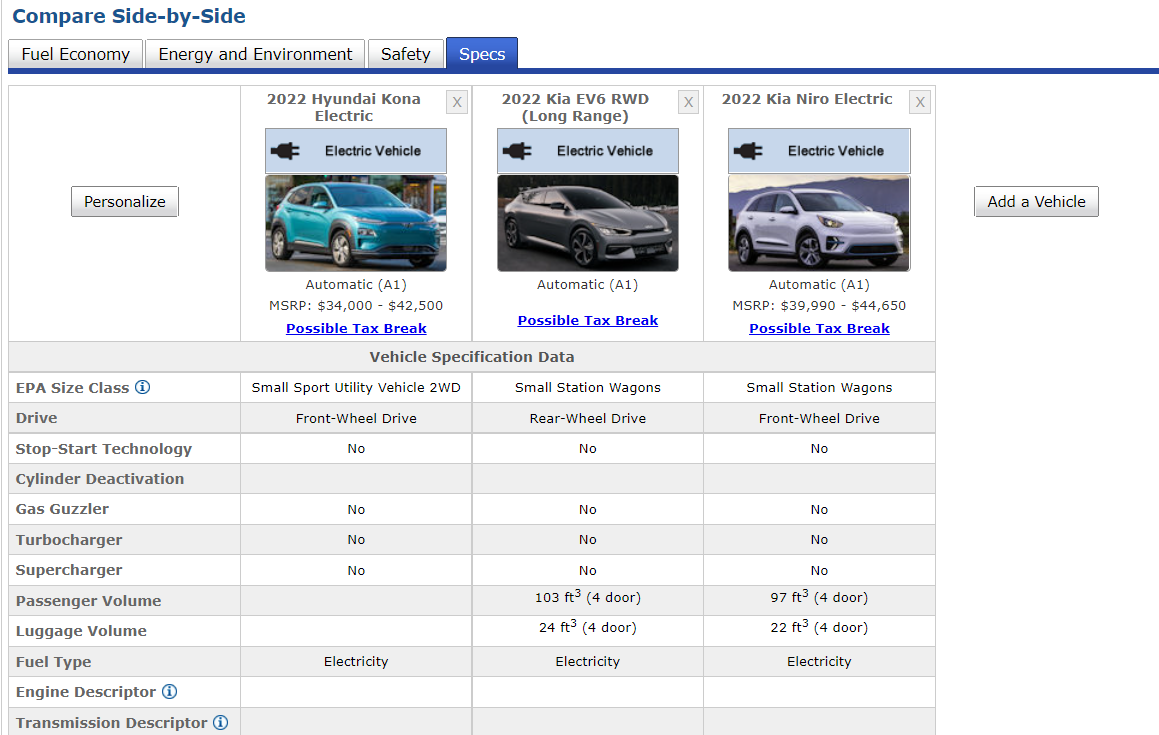 Compare Side-by-Side
Fuel Economy Energy and Environment Safety Specs
2022 Hyundai Kona Electric X 2022 Kia EV6 RWD (Long Range) X 2022 Kia Niro Electric X
Electric Vehicle Electric Vehicle Electric Vehicle
Personalize Add a Vehicle
Automatic (A1) Automatic (A1) Automatic (A1)
MSRP: $34,000 - $42,500 MSRP: $39,990 - $44,650
Possible Tax Break Possible Tax Break Possible Tax Break
Vehicle Specification Data
EPA Size Class i Small Sport Utility Vehicle 2WD Small Station Wagons Small Station Wagons
Drive Front-Wheel Drive Rear-Wheel Drive Front-Wheel Drive
Stop-Start Technology No No No
Cylinder Deactivation
Gas Guzzler No No No
Turbocharger No No No
Supercharger No No No
Passenger Volume 103 ft³ (4 door) 97 ft³ (4 door)
Luggage Volume 24 ft³ (4 door) 22 ft³ (4 door)
Fuel Type Electricity Electricity Electricity
Engine Descriptor i
Transmission Descriptor i